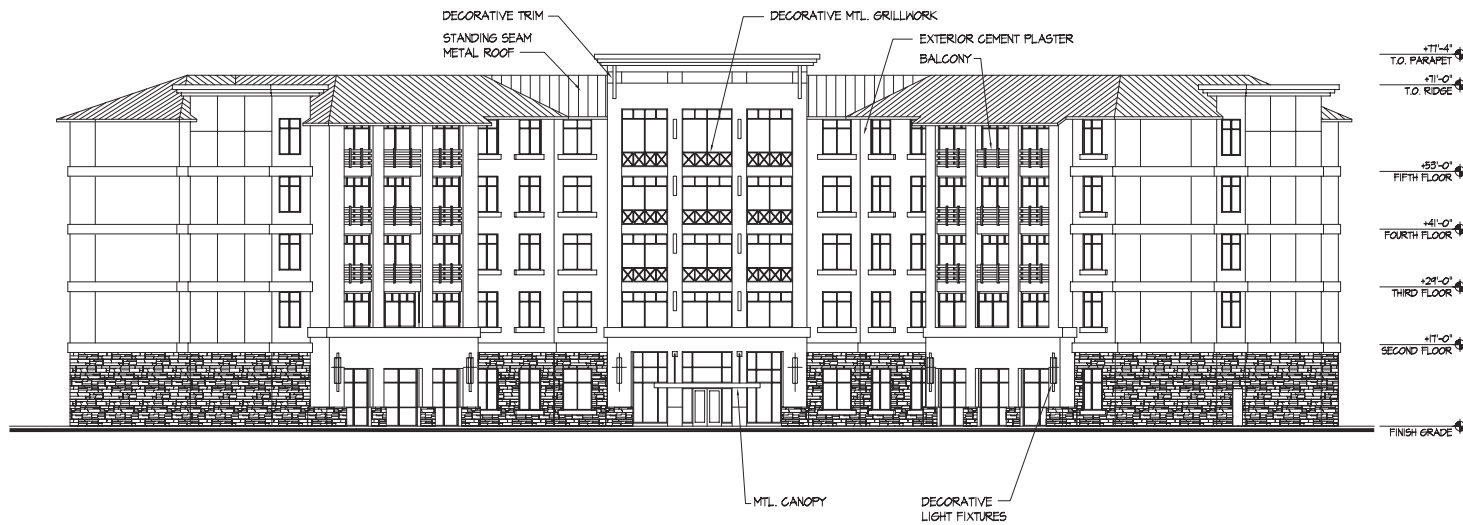 DECORATIVE TRIM
DECORATIVE MTL. GRILLWORK
STANDING SEAM
METAL ROOF
EXTERIOR CEMENT PLASTER
BALCONY
+77'-4"
T.O. PARAPET
+71'-0"
T.O. RIDGE
+53'-0"
FIFTH FLOOR
+41'-0"
FOURTH FLOOR
+29'-0"
THIRD FLOOR
+17'-0"
SECOND FLOOR
FINISH GRADE
MTL. CANOPY
DECORATIVE
LIGHT FIXTURES